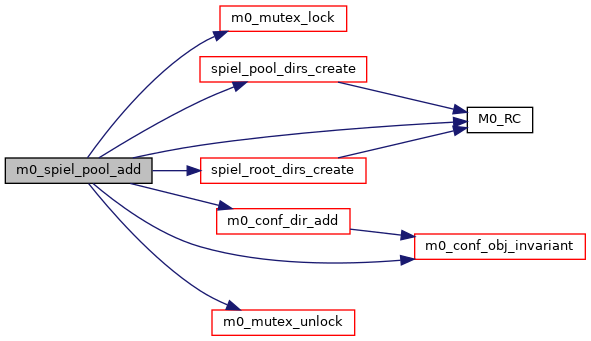 m0_mutex_lock
spiel_pool_dirs_create
M0_RC
m0_spiel_pool_add
spiel_root_dirs_create
m0_conf_dir_add
m0_conf_obj_invariant
m0_mutex_unlock